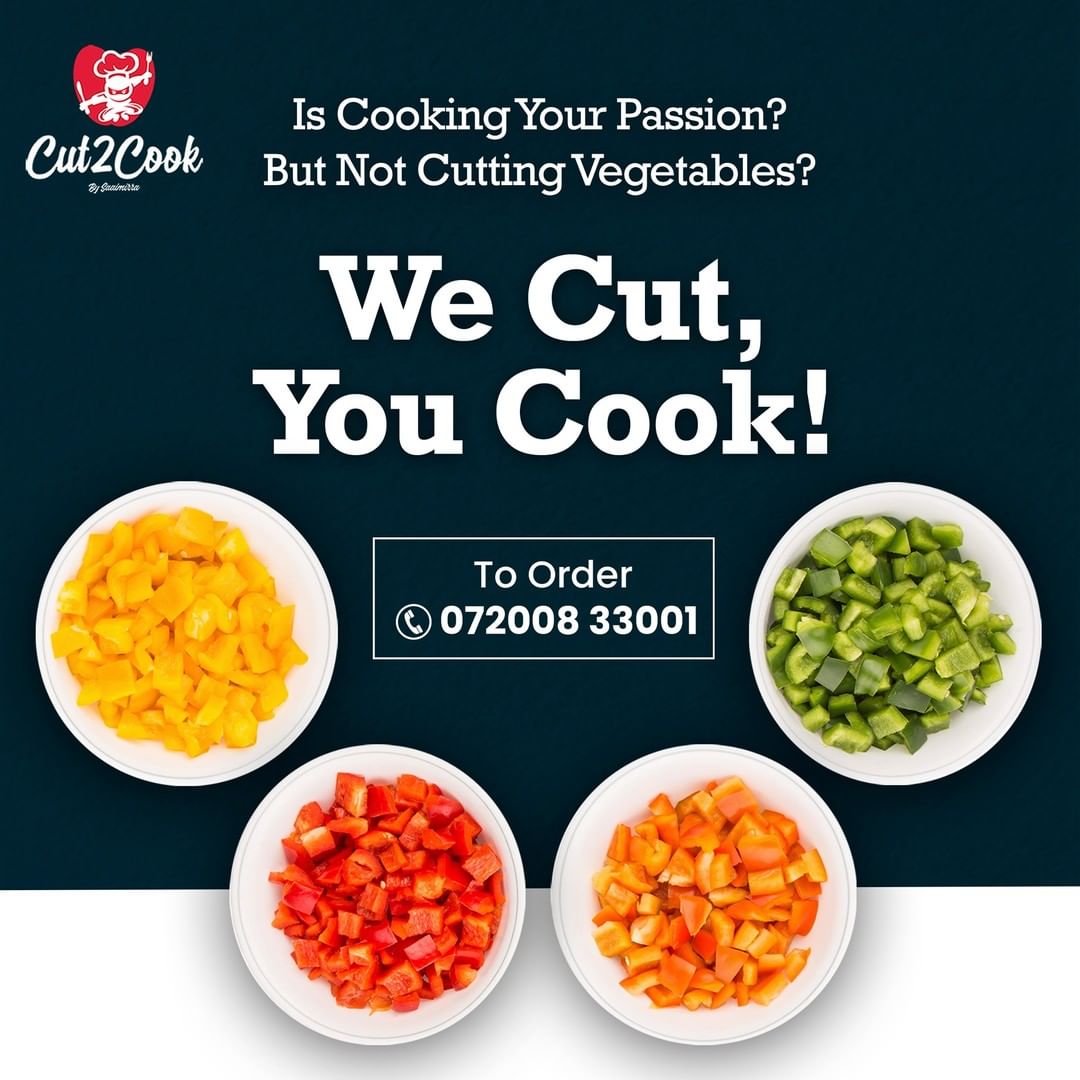 Cut2Cook
By Saaimirra
Is Cooking Your Passion?
But Not Cutting Vegetables?
We Cut,
You Cook!
To Order
072008 33001